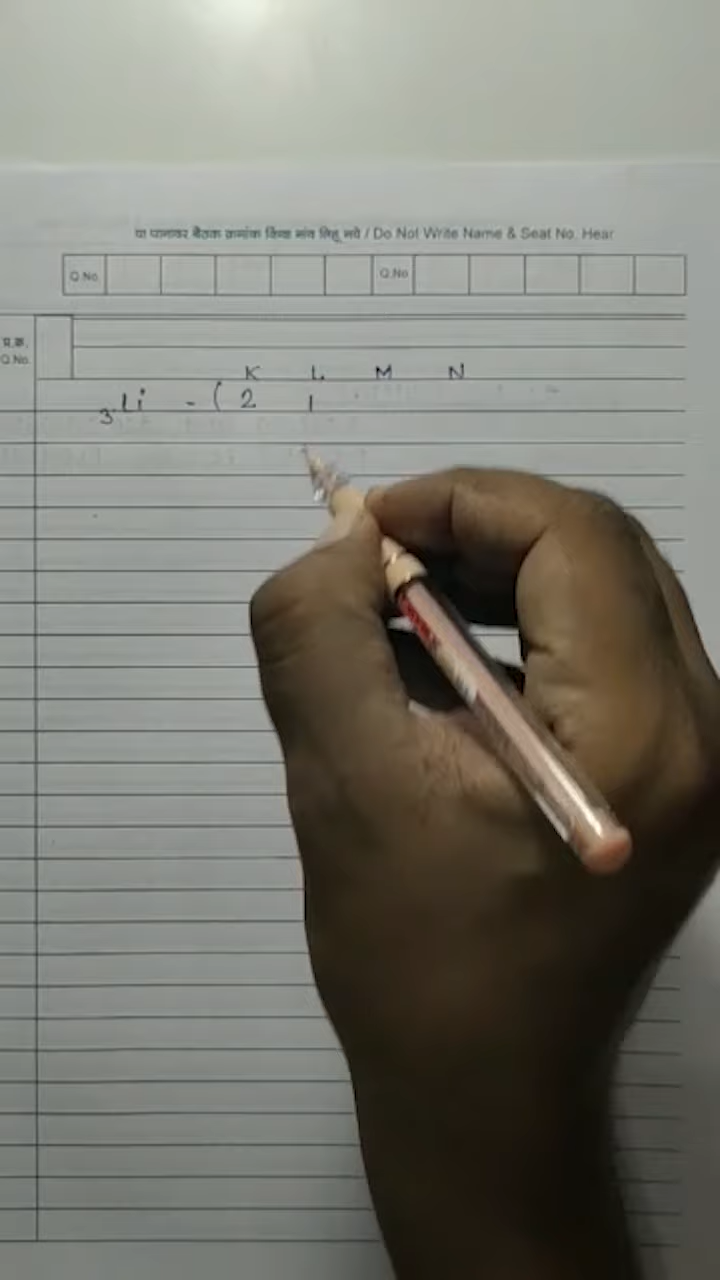 या पानावर बैठक क्रमांक किंवा नांव लिहू नये / Do Not Write Name & Seat No. Hear
Q.No. Q.No
प्र.क्र.
Q.No.
K L M N
3Li - ( 2 1